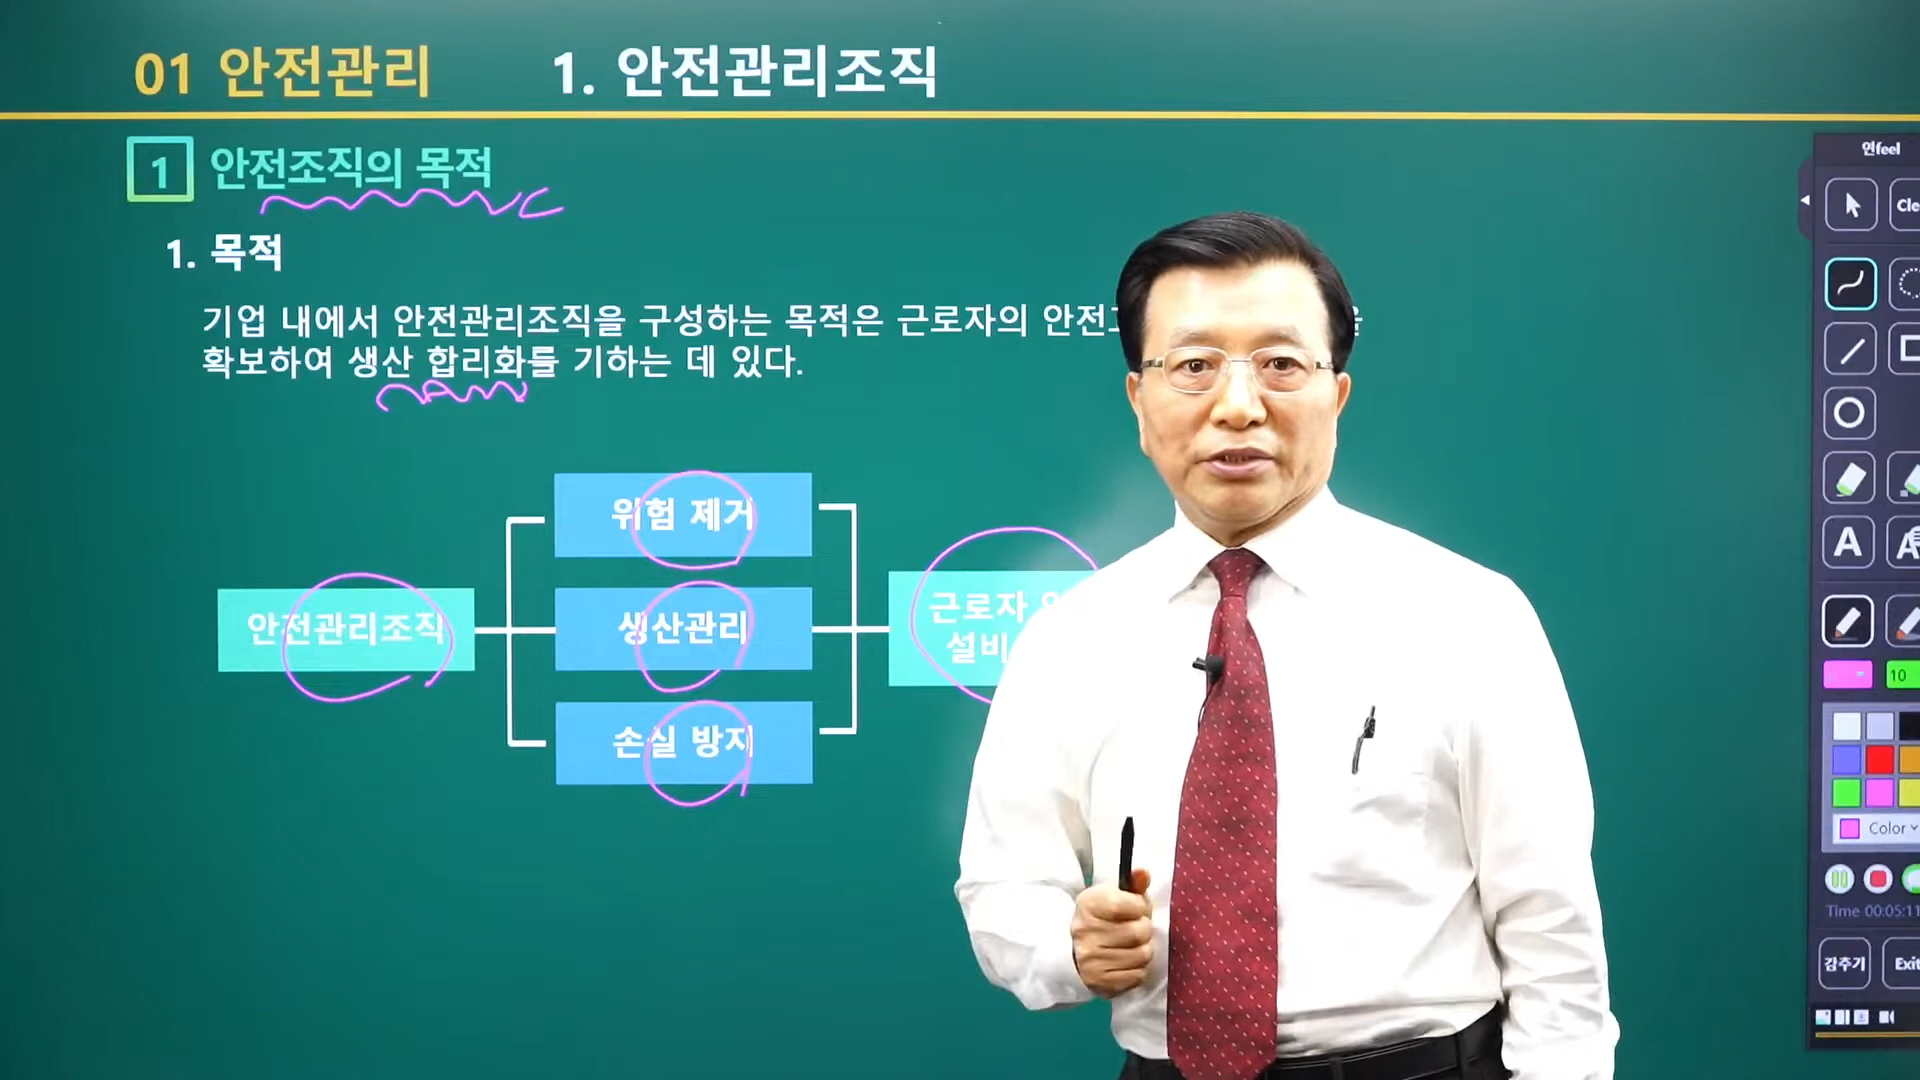 01 안전관리 1. 안전관리조직
1 안전조직의 목적
1. 목적
기업 내에서 안전관리조직을 구성하는 목적은 근로자의 안전
확보하여 생산 합리화를 기하는 데 있다.
위험 제거
안전관리조직
생산관리
근로자
설비
손실 방지
연feel
A
10
Color
Time 00:05:11
감추기
Exit